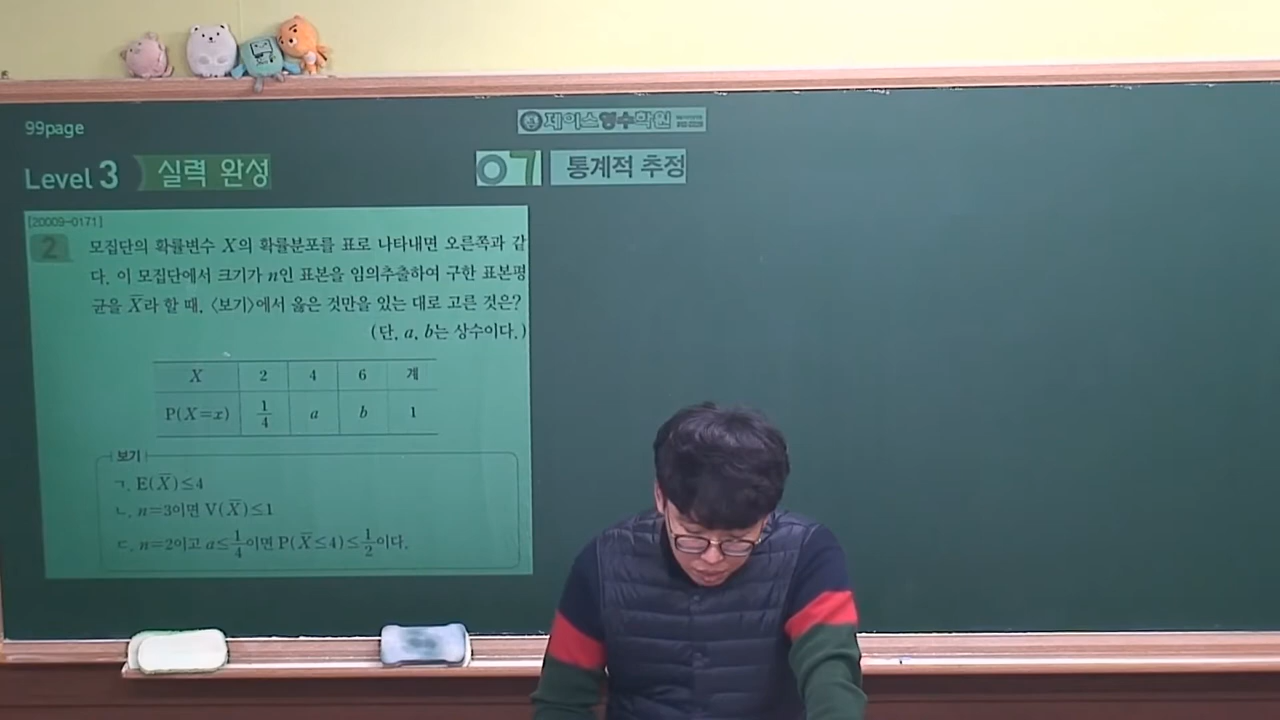 99page
제이스영수학원
Level 3 실력 완성
07 통계적 추정
[20009-0171]
2 모집단의 확률변수 X의 확률분포를 표로 나타내면 오른쪽과 같
다. 이 모집단에서 크기가 n인 표본을 임의추출하여 구한 표본평
균을 X̅라 할 때, 〈보기〉에서 옳은 것만을 있는 대로 고른 것은?
(단, a, b는 상수이다.)
X 2 4 6 계
P(X=x) 1/4 a b 1
보기
ㄱ. E(X̅)≤4
ㄴ. n=3이면 V(X̅)≤1
ㄷ. n=2이고 a≤1/4이면 P(X̅≤4)≤1/2이다.